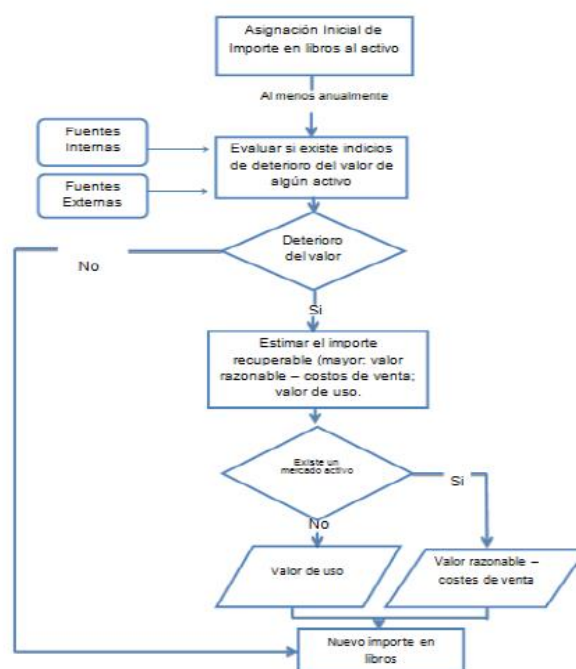 Asignación Inicial de
Importe en libros al activo
Al menos anualmente
Fuentes
Internas
Evaluar si existe indicios
de deterioro del valor de
algún activo
Fuentes
Externas
Deterioro
del valor
No
Si
Estimar el importe
recuperable (mayor: valor
razonable – costos de venta;
valor de uso.
Existe un
mercado activo
Si
No
Valor de uso
Valor razonable –
costes de venta
Nuevo importe en
libros